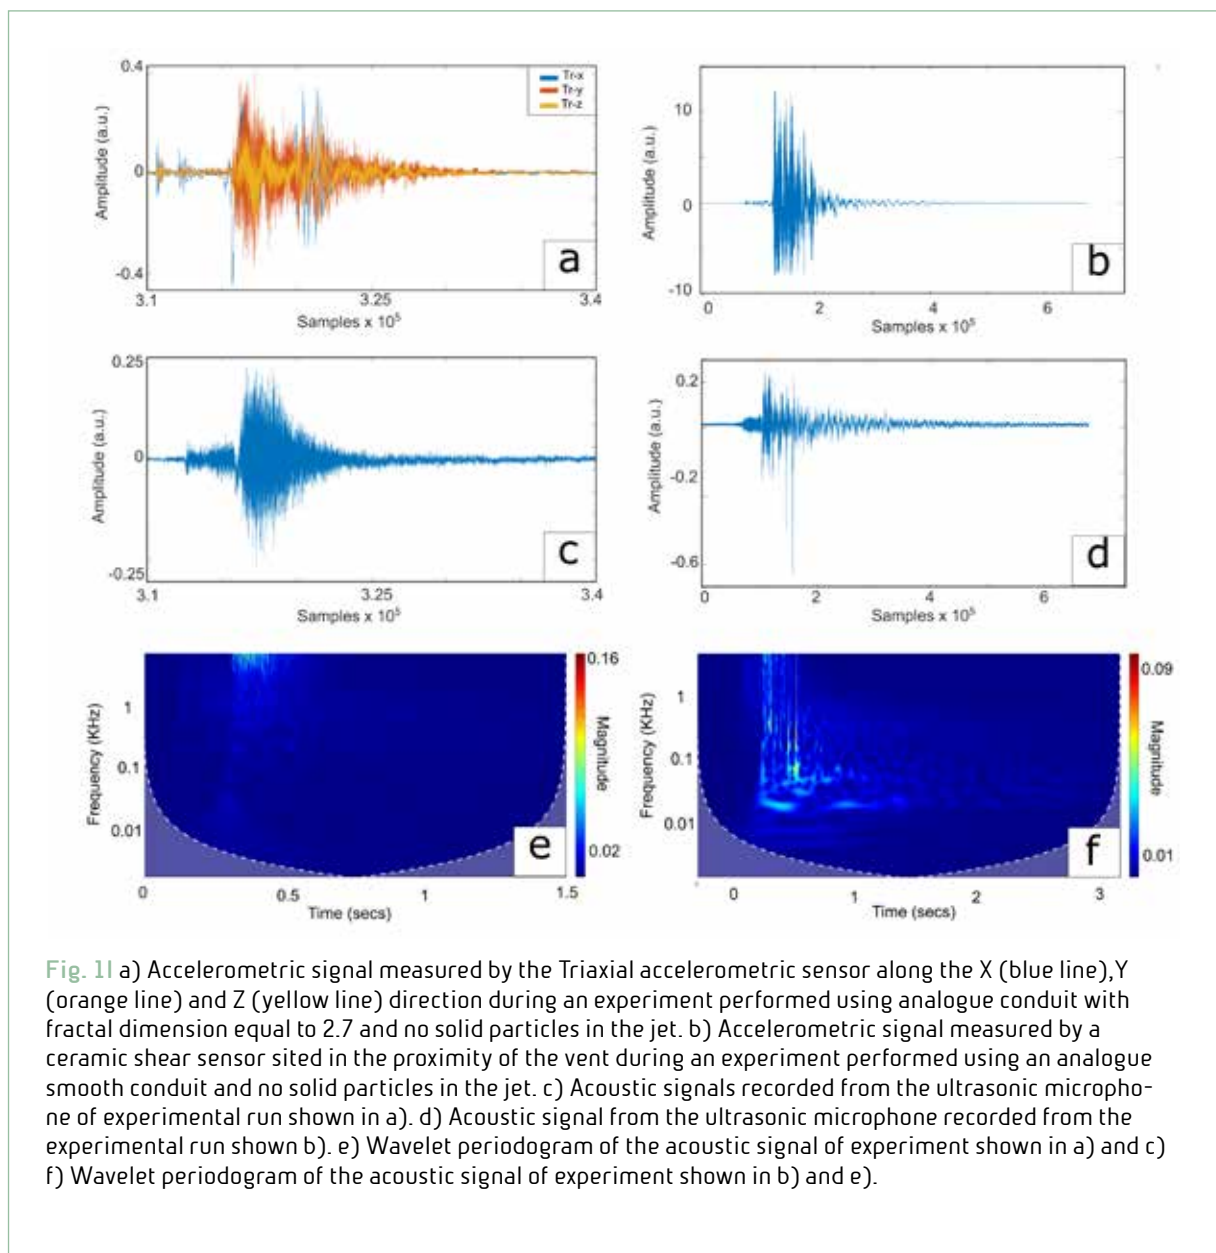 0.4
Tr-x
Tr-y
Tr-z
Amplitude (a.u.)
0
-0.4
a
3.1
3.25
3.4
Samples x 10⁵
10
Amplitude (a.u.)
0
-10
b
0
2
4
6
Samples x 10⁵
0.25
Amplitude (a.u.)
0
-0.25
c
3.1
3.25
3.4
Samples x 10⁵
0.2
Amplitude (a.u.)
-0.2
-0.6
d
0
2
4
6
Samples x 10⁵
Frequency (KHz)
1
0.1
0.01
e
0
0.5
1
1.5
Time (secs)
0.16
Magnitude
0.02
Frequency (KHz)
1
0.1
0.01
f
0
1
2
3
Time (secs)
0.09
Magnitude
0.01
Fig. 1I a) Accelerometric signal measured by the Triaxial accelerometric sensor along the X (blue line),Y
(orange line) and Z (yellow line) direction during an experiment performed using analogue conduit with
fractal dimension equal to 2.7 and no solid particles in the jet. b) Accelerometric signal measured by a
ceramic shear sensor sited in the proximity of the vent during an experiment performed using an analogue
smooth conduit and no solid particles in the jet. c) Acoustic signals recorded from the ultrasonic micropho-
ne of experimental run shown in a). d) Acoustic signal from the ultrasonic microphone recorded from the
experimental run shown b). e) Wavelet periodogram of the acoustic signal of experiment shown in a) and c)
f) Wavelet periodogram of the acoustic signal of experiment shown in b) and e).